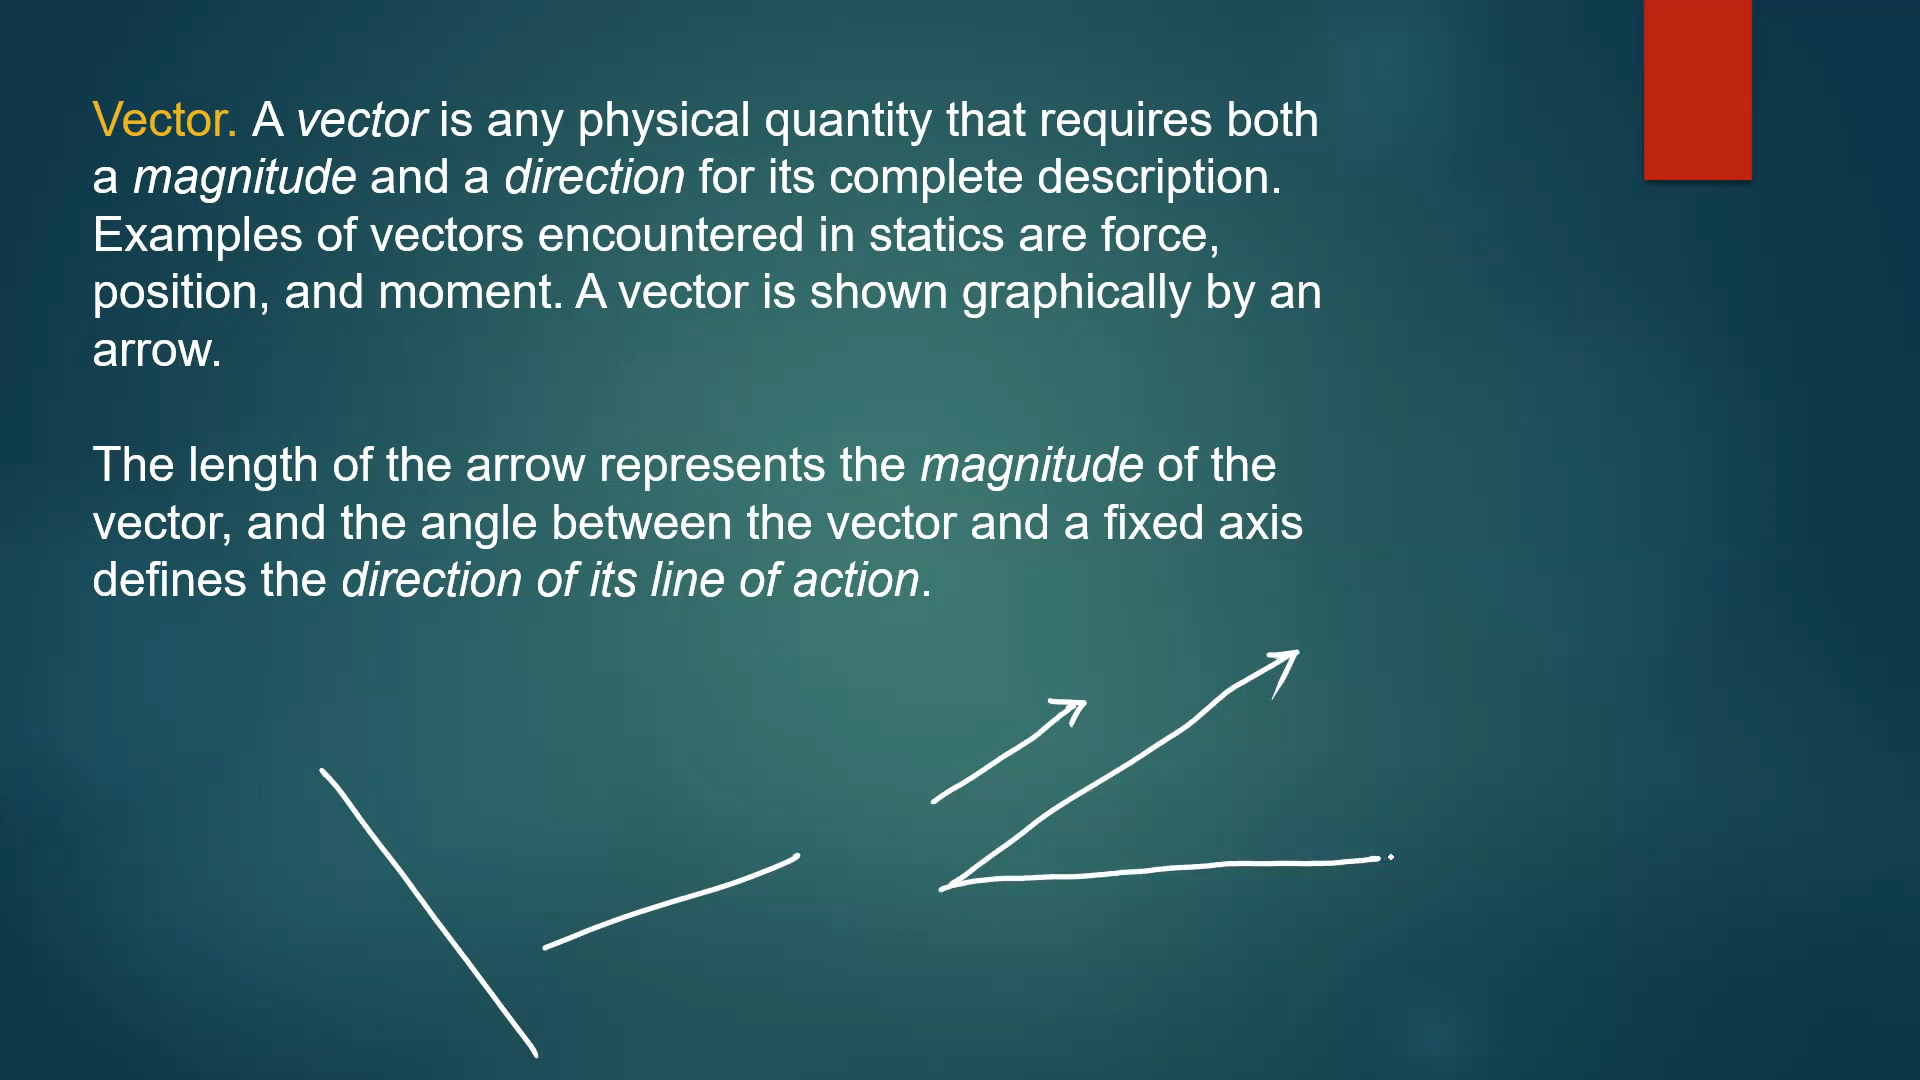 Vector. A vector is any physical quantity that requires both
a magnitude and a direction for its complete description.
Examples of vectors encountered in statics are force,
position, and moment. A vector is shown graphically by an
arrow.
The length of the arrow represents the magnitude of the
vector, and the angle between the vector and a fixed axis
defines the direction of its line of action.